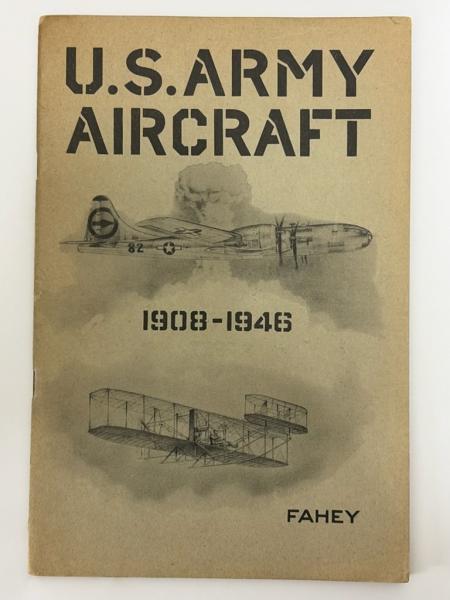 U.S. ARMY
AIRCRAFT
82
1908-1946
FAHEY